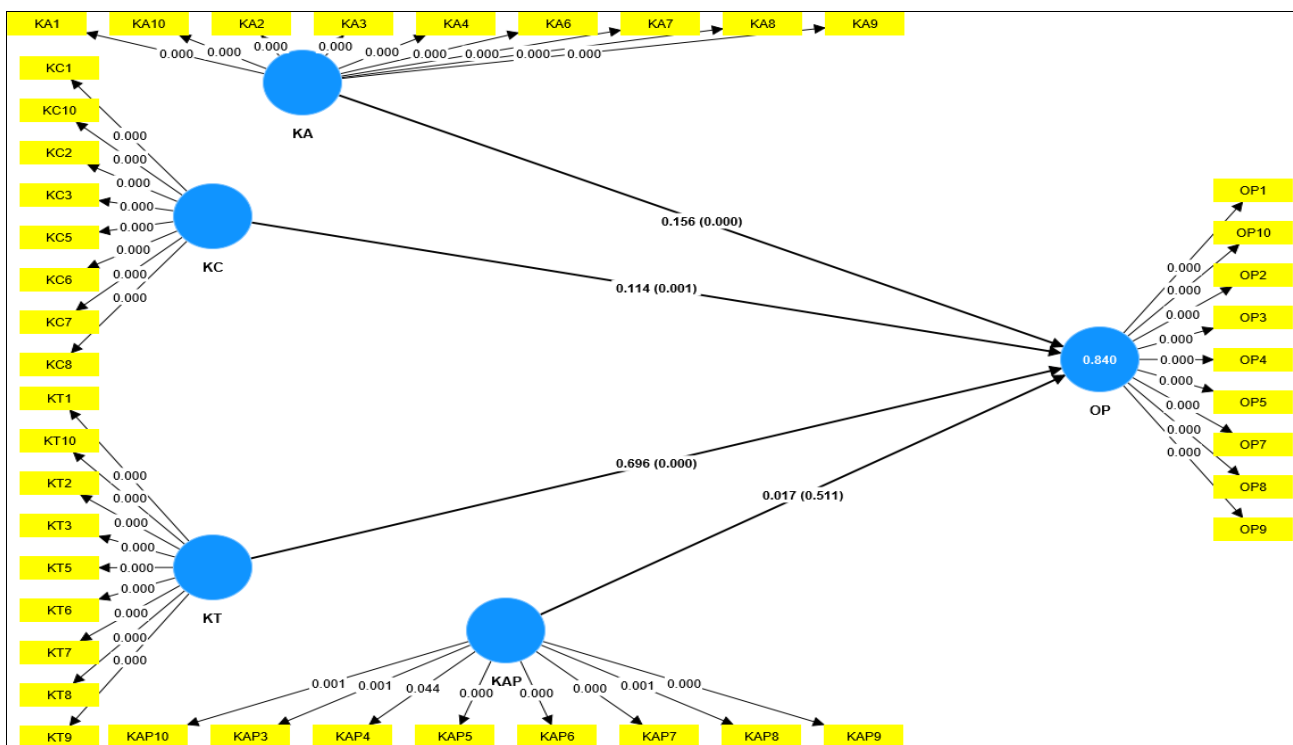 KA1 KA10 KA2 KA3 KA4 KA6 KA7 KA8 KA9
0.000 0.000 0.000 0.000 0.000 0.000 0.000 0.000 0.000
KA
KC1
KC10
KC2
KC3
KC5
KC6
KC7
KC8
0.000
0.000
0.000
0.000
0.000
0.000
0.000
0.000
KC
KT1
KT10
KT2
KT3
KT5
KT6
KT7
KT8
KT9
0.000
0.000
0.000
0.000
0.000
0.000
0.000
0.000
0.000
KT
0.156 (0.000)
0.114 (0.001)
0.696 (0.000)
0.017 (0.511)
KAP
0.001 0.001 0.044 0.000 0.000 0.000 0.001 0.000
KAP10 KAP3 KAP4 KAP5 KAP6 KAP7 KAP8 KAP9
0.840
OP
0.000
0.000
0.000
0.000
0.000
0.000
0.000
0.000
0.000
OP1
OP10
OP2
OP3
OP4
OP5
OP7
OP8
OP9